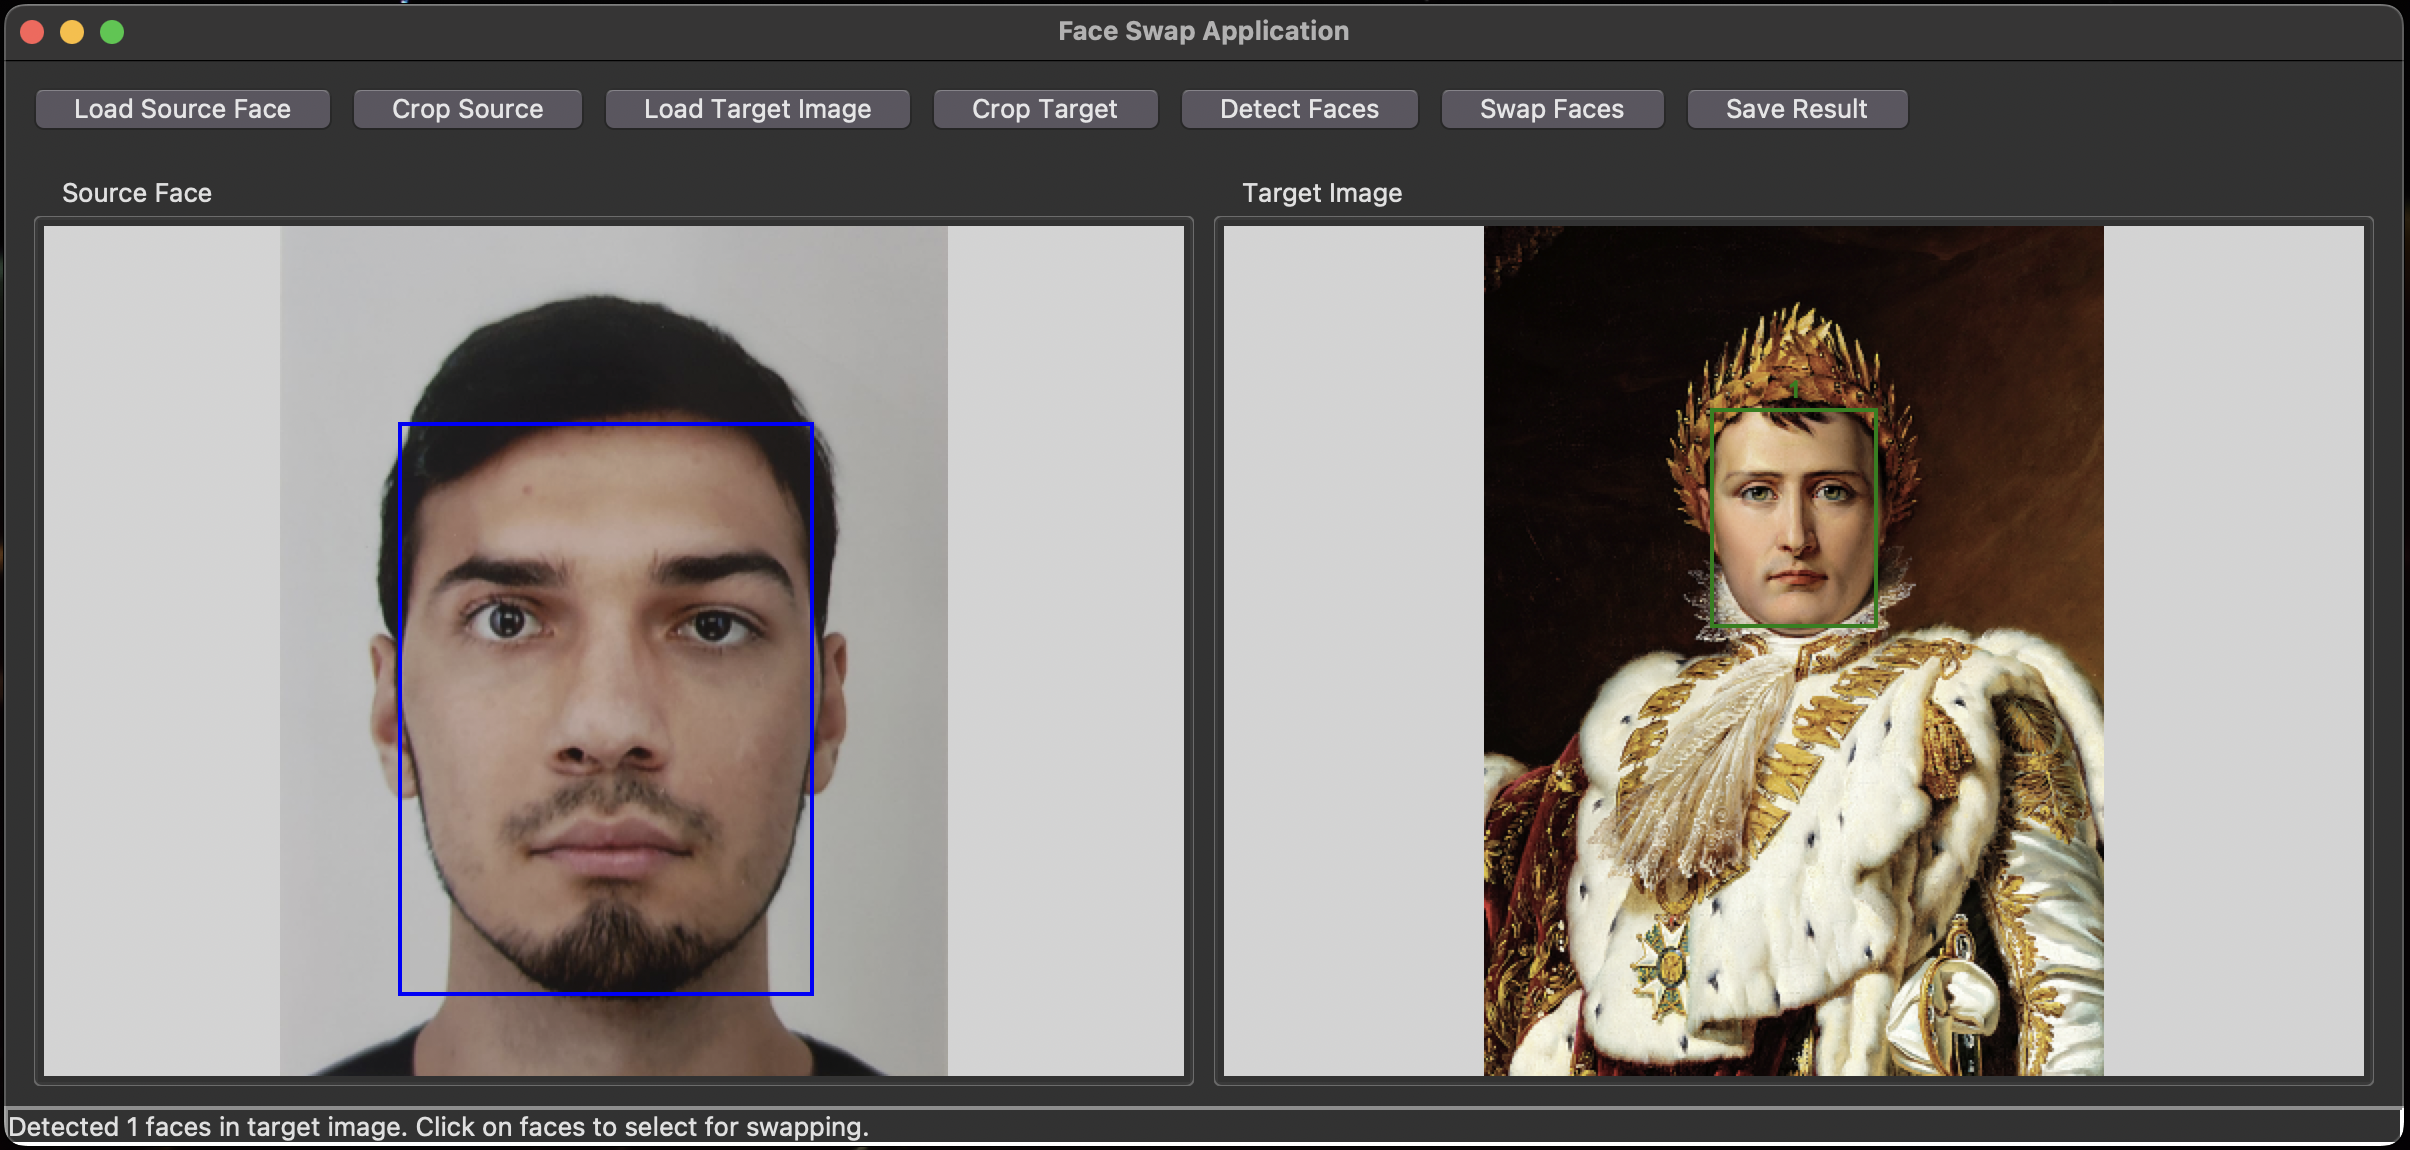 Face Swap Application
Load Source Face Crop Source Load Target Image Crop Target Detect Faces Swap Faces Save Result
Source Face Target Image
1
Detected 1 faces in target image. Click on faces to select for swapping.